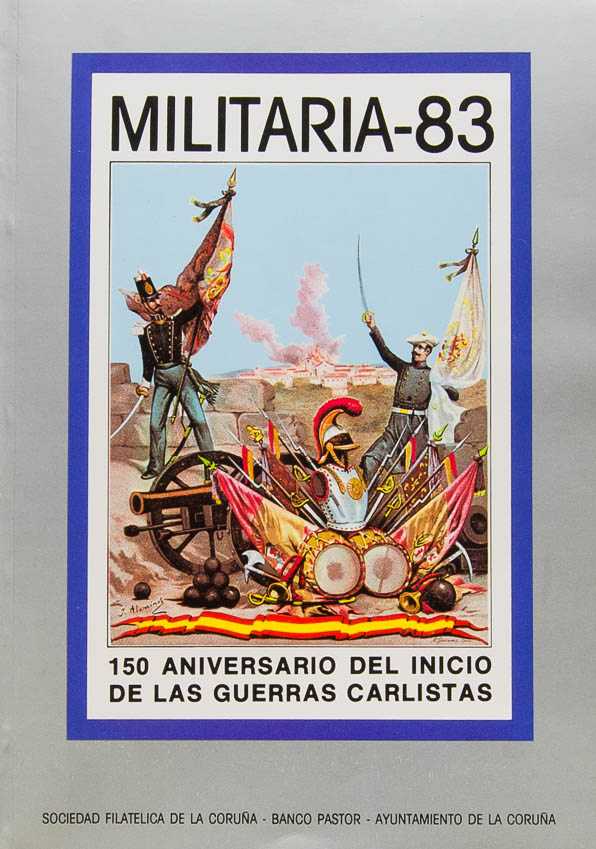 MILITARIA-83
J. Alaminos
150 ANIVERSARIO DEL INICIO
DE LAS GUERRAS CARLISTAS
SOCIEDAD FILATELICA DE LA CORUÑA - BANCO PASTOR - AYUNTAMIENTO DE LA CORUÑA